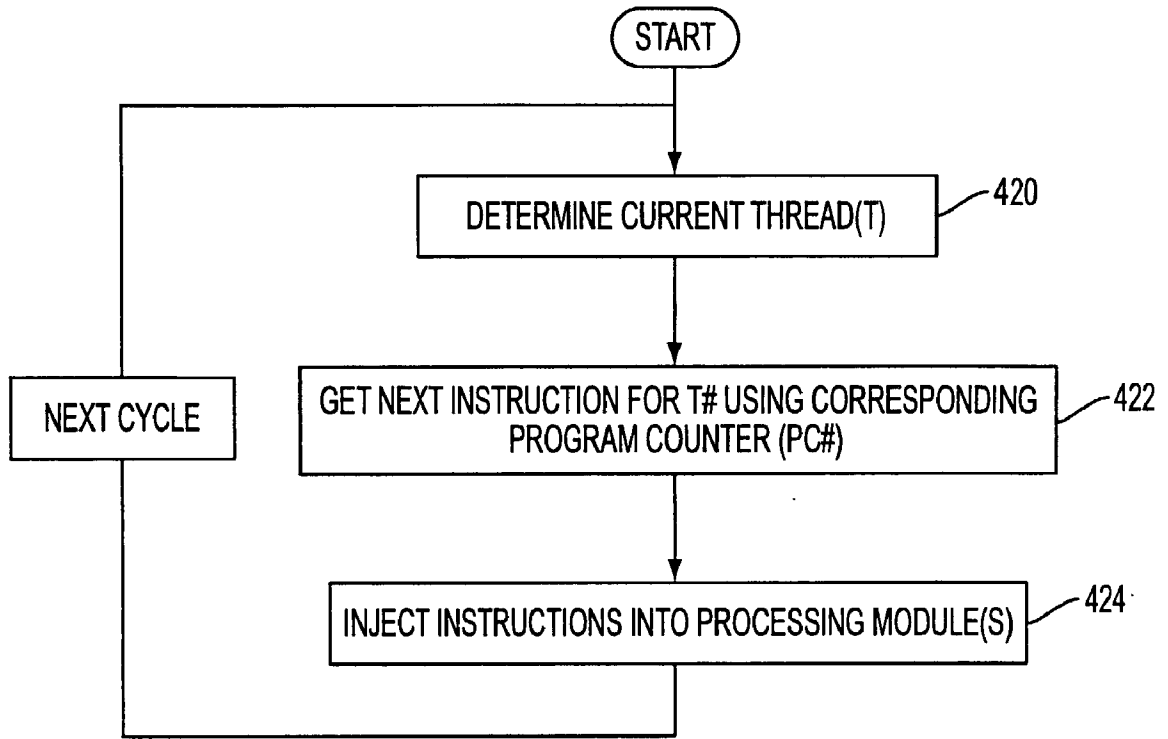 START
DETERMINE CURRENT THREAD(T)
420
GET NEXT INSTRUCTION FOR T# USING CORRESPONDING
PROGRAM COUNTER (PC#)
422
NEXT CYCLE
INJECT INSTRUCTIONS INTO PROCESSING MODULE(S)
424